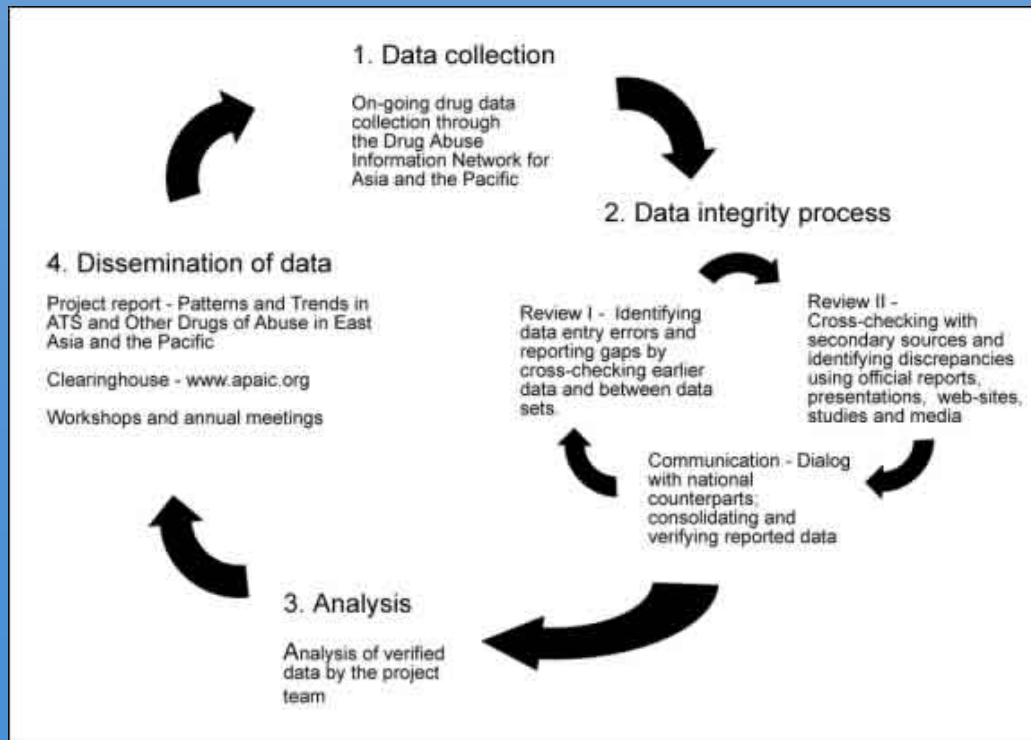 1. Data collection
On-going drug data
collection through
the Drug Abuse
Information Network for
Asia and the Pacific
2. Data integrity process
Review I - Identifying
data entry errors and
reporting gaps by
cross-checking earlier
data and between data
sets.
Review II -
Cross-checking with
secondary sources and
identifying discrepancies
using official reports,
presentations, web-sites,
studies and media
Communication - Dialog
with national
counterparts;
consolidating and
verifying reported data
3. Analysis
Analysis of verified
data by the project
team
4. Dissemination of data
Project report - Patterns and Trends in
ATS and Other Drugs of Abuse in East
Asia and the Pacific
Clearinghouse - www.apaic.org
Workshops and annual meetings